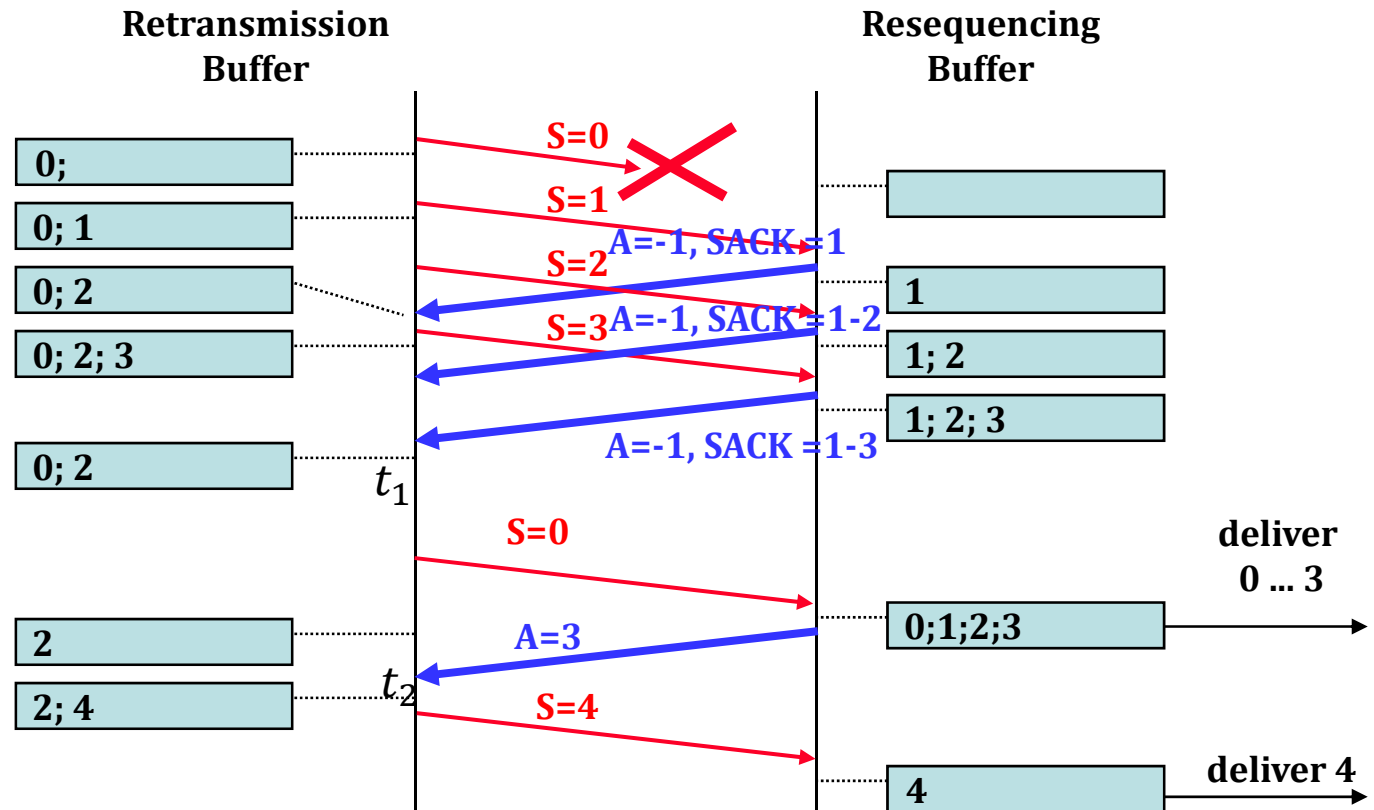 Retransmission
Buffer
Resequencing
Buffer
0;
S=0
0; 1
S=1
A=-1, SACK =1
0; 2
S=2
1
A=-1, SACK =1-2
0; 2; 3
S=3
1; 2
1; 2; 3
A=-1, SACK =1-3
0; 2
t₁
S=0
deliver
0 ... 3
0;1;2;3
2
A=3
t₂
2; 4
S=4
deliver 4
4